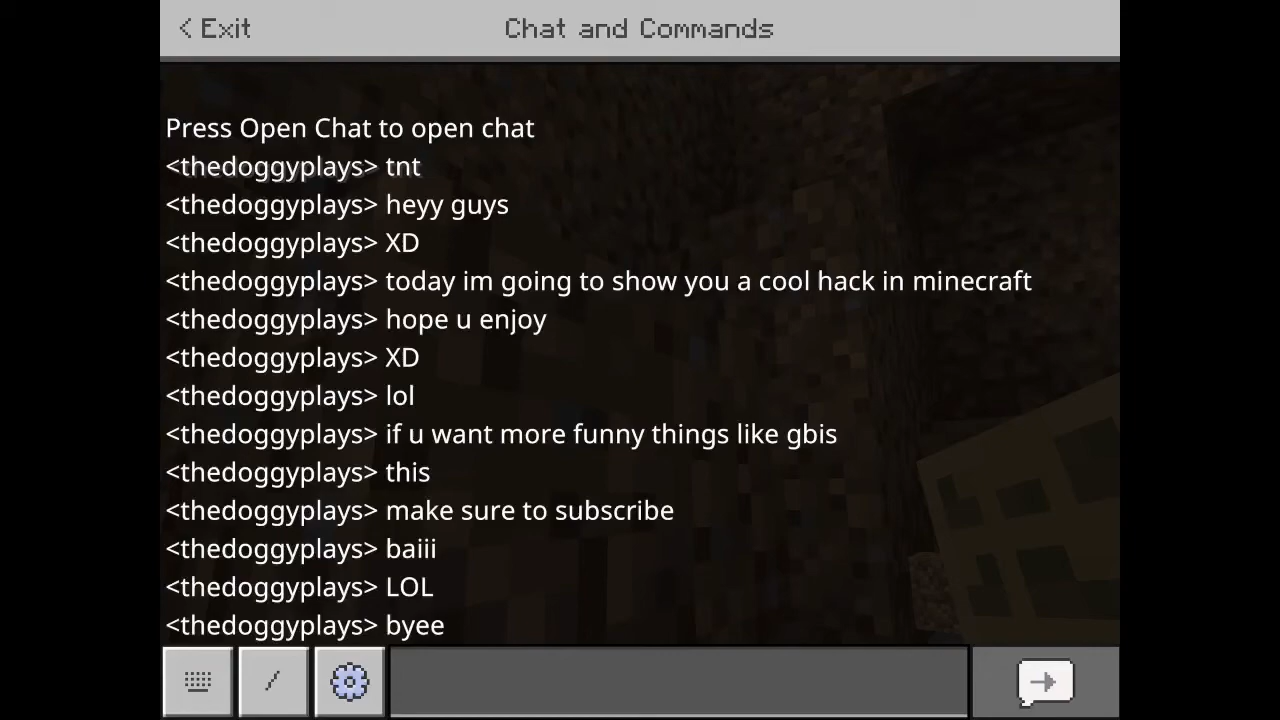 < Exit
Chat and Commands
Press Open Chat to open chat
<thedoggyplays> tnt
<thedoggyplays> heyy guys
<thedoggyplays> XD
<thedoggyplays> today im going to show you a cool hack in minecraft
<thedoggyplays> hope u enjoy
<thedoggyplays> XD
<thedoggyplays> lol
<thedoggyplays> if u want more funny things like gbis
<thedoggyplays> this
<thedoggyplays> make sure to subscribe
<thedoggyplays> baiii
<thedoggyplays> LOL
<thedoggyplays> byee
/